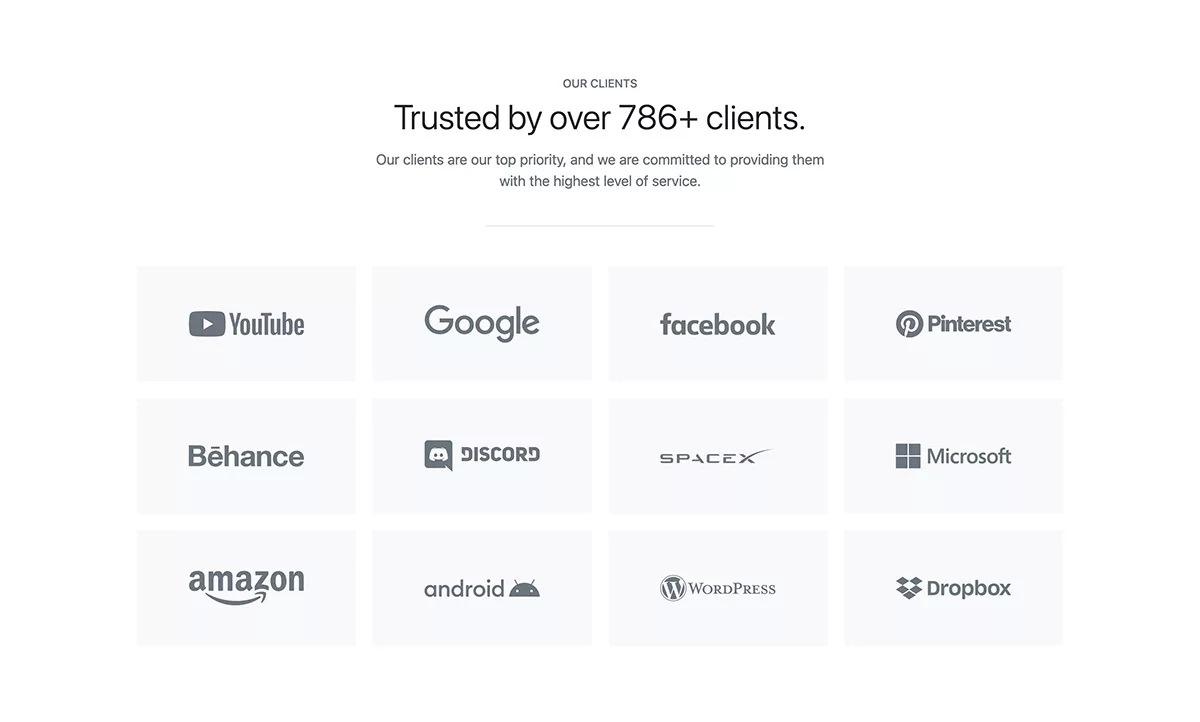 OUR CLIENTS
Trusted by over 786+ clients.
Our clients are our top priority, and we are committed to providing them
with the highest level of service.
YouTube
Google
facebook
Pinterest
Bēhance
DISCORD
SPACEX
Microsoft
amazon
android
WORDPRESS
Dropbox